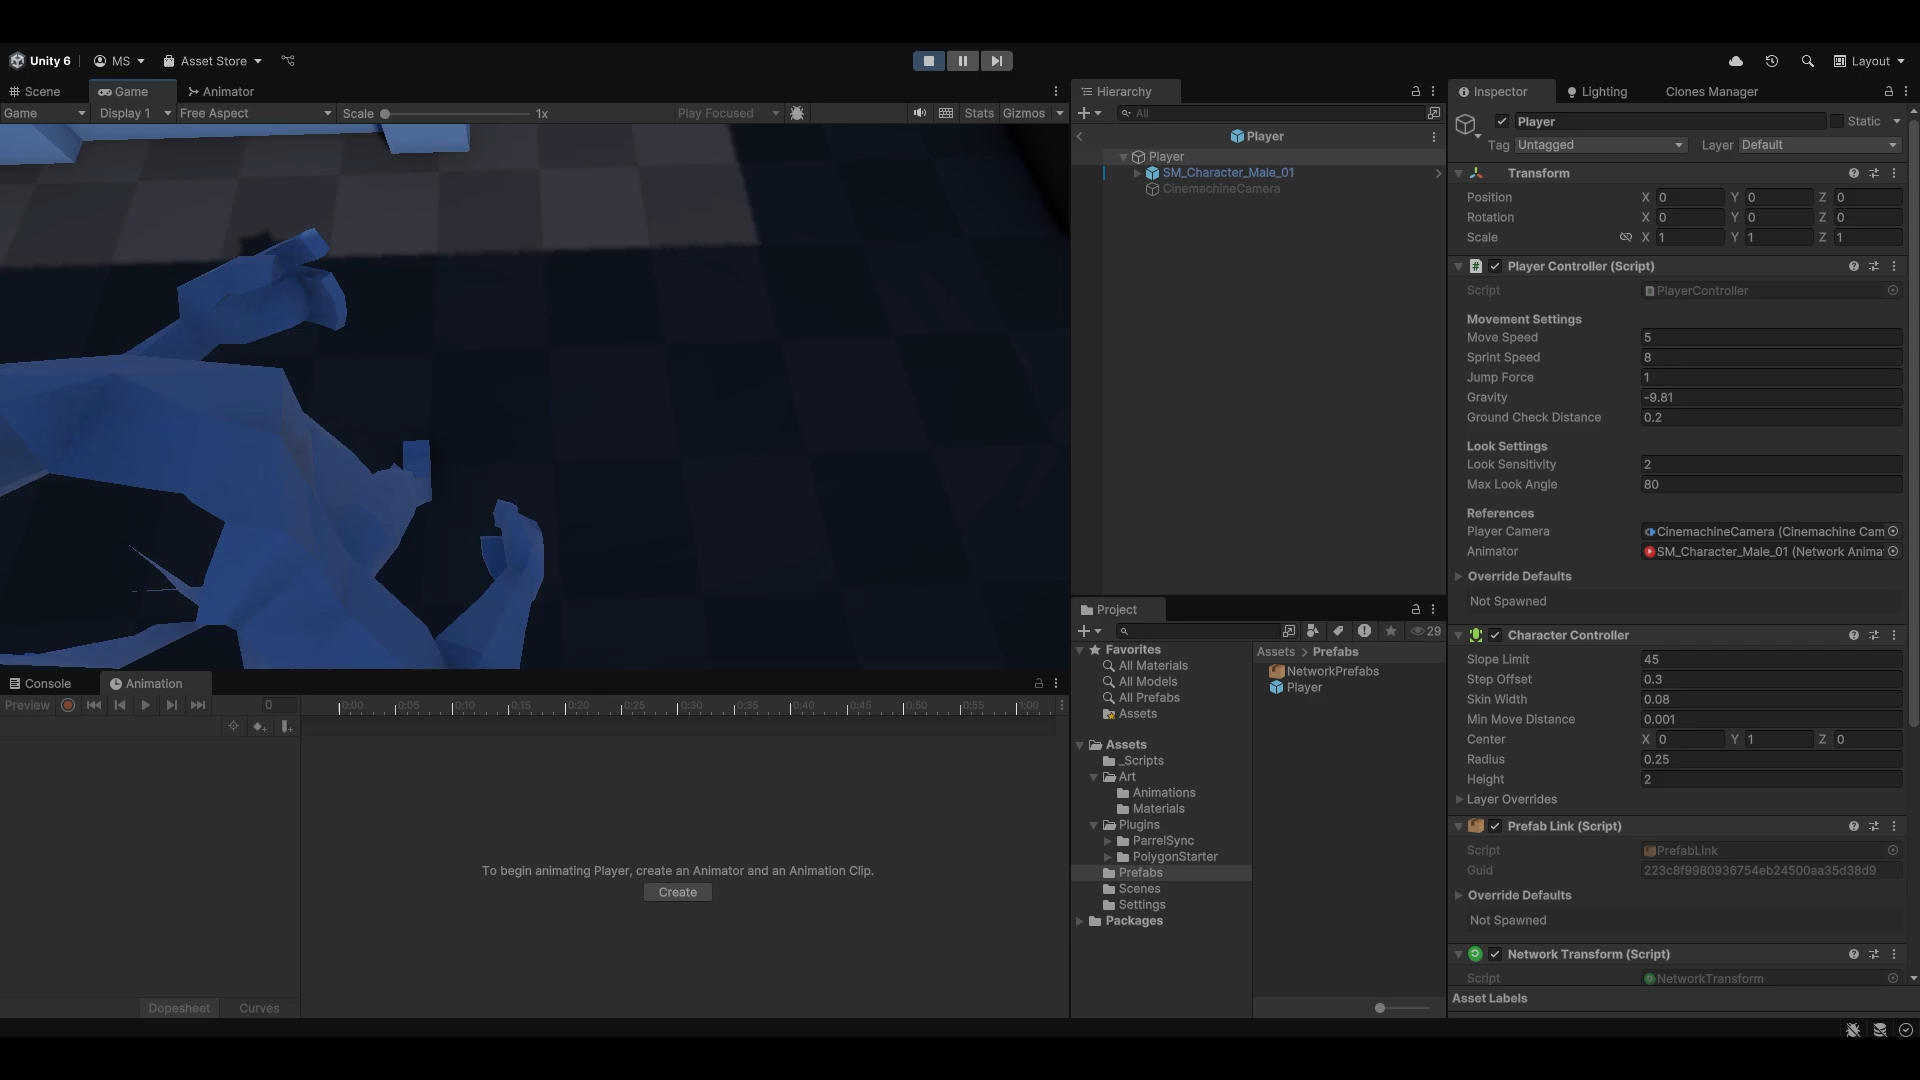 Unity 6
MS
Asset Store
Layout
Scene
Game
Animator
Game
Display 1
Free Aspect
Scale
1x
Play Focused
Stats
Gizmos
Hierarchy
All
Player
Player
SM_Character_Male_01
CinemachineCamera
Console
Animation
Preview
0
0:00
0:05
0:10
0:15
0:20
0:25
0:30
0:35
0:40
0:45
0:50
0:55
1:00
To begin animating Player, create an Animator and an Animation Clip.
Create
Dopesheet
Curves
Project
29
Favorites
All Materials
All Models
All Prefabs
Assets
Assets
_Scripts
Art
Animations
Materials
Plugins
ParrelSync
PolygonStarter
Prefabs
Scenes
Settings
Packages
Assets > Prefabs
NetworkPrefabs
Player
Inspector
Lighting
Clones Manager
Player
Static
Tag Untagged
Layer Default
Transform
Position X 0 Y 0 Z 0
Rotation X 0 Y 0 Z 0
Scale X 1 Y 1 Z 1
Player Controller (Script)
Script PlayerController
Movement Settings
Move Speed 5
Sprint Speed 8
Jump Force 1
Gravity -9.81
Ground Check Distance 0.2
Look Settings
Look Sensitivity 2
Max Look Angle 80
References
Player Camera CinemachineCamera (Cinemachine Cam
Animator SM_Character_Male_01 (Network Anima
Override Defaults
Not Spawned
Character Controller
Slope Limit 45
Step Offset 0.3
Skin Width 0.08
Min Move Distance 0.001
Center X 0 Y 1 Z 0
Radius 0.25
Height 2
Layer Overrides
Prefab Link (Script)
Script PrefabLink
Guid 223c8f9980936754eb24500aa35d38d9
Override Defaults
Not Spawned
Network Transform (Script)
Script NetworkTransform
Asset Labels